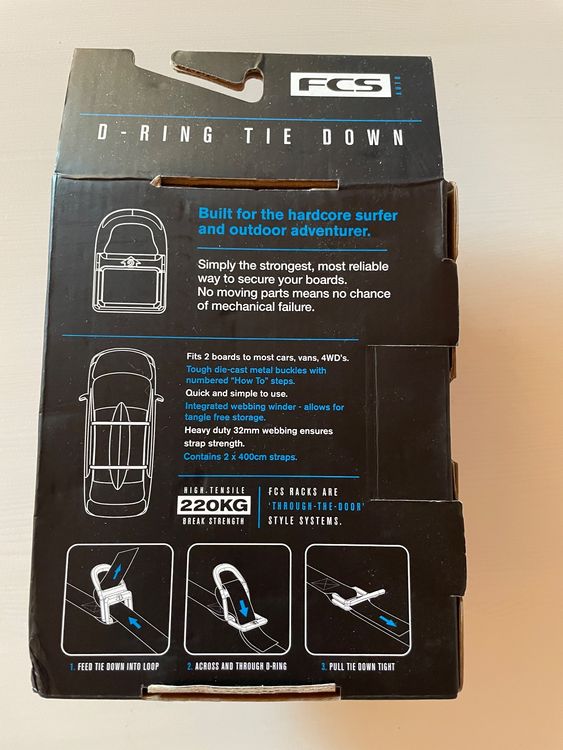 FCS
AUTO
D-RING TIE DOWN
Built for the hardcore surfer
and outdoor adventurer.
Simply the strongest, most reliable
way to secure your boards.
No moving parts means no chance
of mechanical failure.
Fits 2 boards to most cars, vans, 4WD's.
Tough die-cast metal buckles with
numbered "How To" steps.
Quick and simple to use.
Integrated webbing winder - allows for
tangle free storage.
Heavy duty 32mm webbing ensures
strap strength.
Contains 2 x 400cm straps.
HIGH.TENSILE
220KG
BREAK STRENGTH
FCS RACKS ARE
'THROUGH-THE-DOOR'
STYLE SYSTEMS.
1. FEED TIE DOWN INTO LOOP
2. ACROSS AND THROUGH D-RING
3. PULL TIE DOWN TIGHT